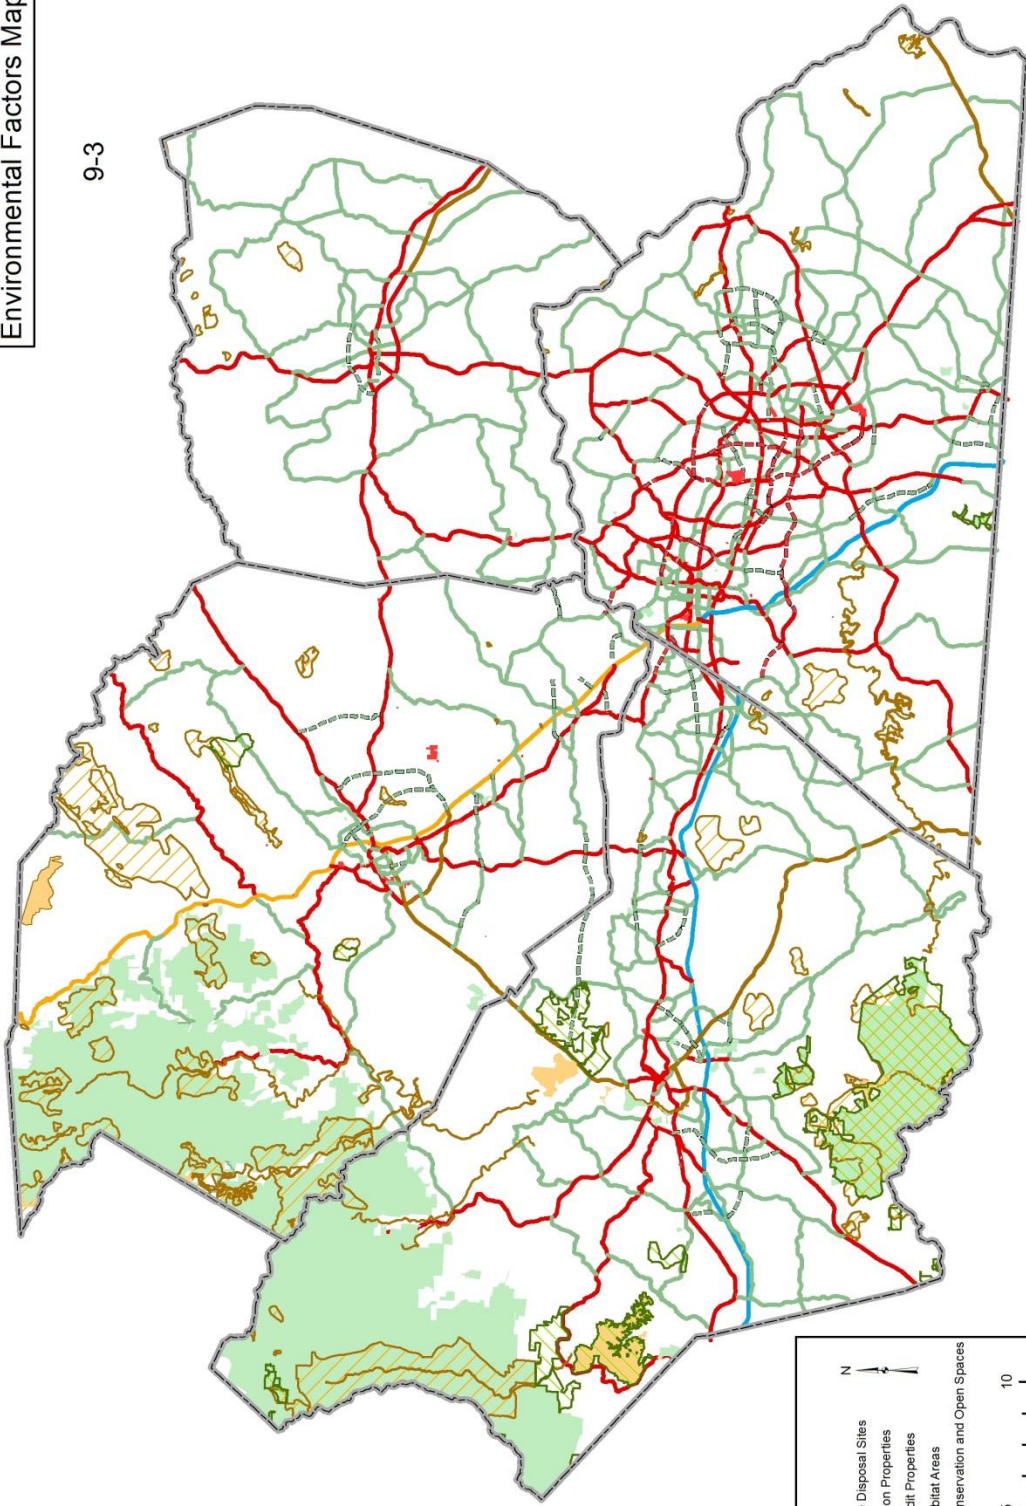 Environmental Factors Map
9-3
N
Disposal Sites
on Properties
dit Properties
bitat Areas
nservation and Open Spaces
10